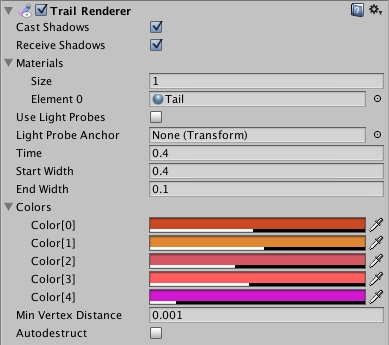 Trail Renderer
Cast Shadows
Receive Shadows
Materials
Size 1
Element 0 Tail
Use Light Probes
Light Probe Anchor None (Transform)
Time 0.4
Start Width 0.4
End Width 0.1
Colors
Color[0]
Color[1]
Color[2]
Color[3]
Color[4]
Min Vertex Distance 0.001
Autodestruct